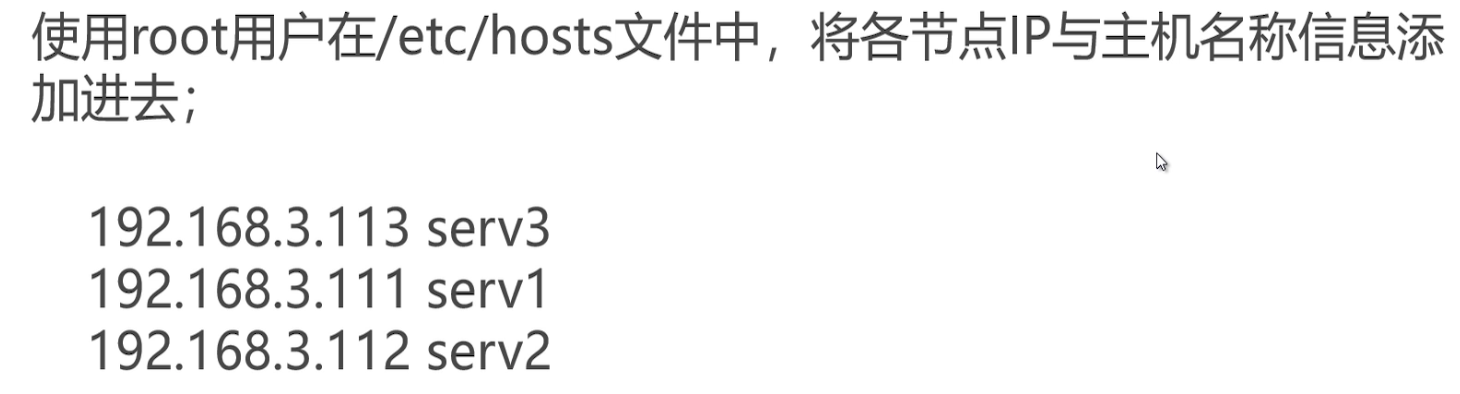 使用root用户在/etc/hosts文件中，将各节点IP与主机名称信息添
加进去；
192.168.3.113 serv3
192.168.3.111 serv1
192.168.3.112 serv2